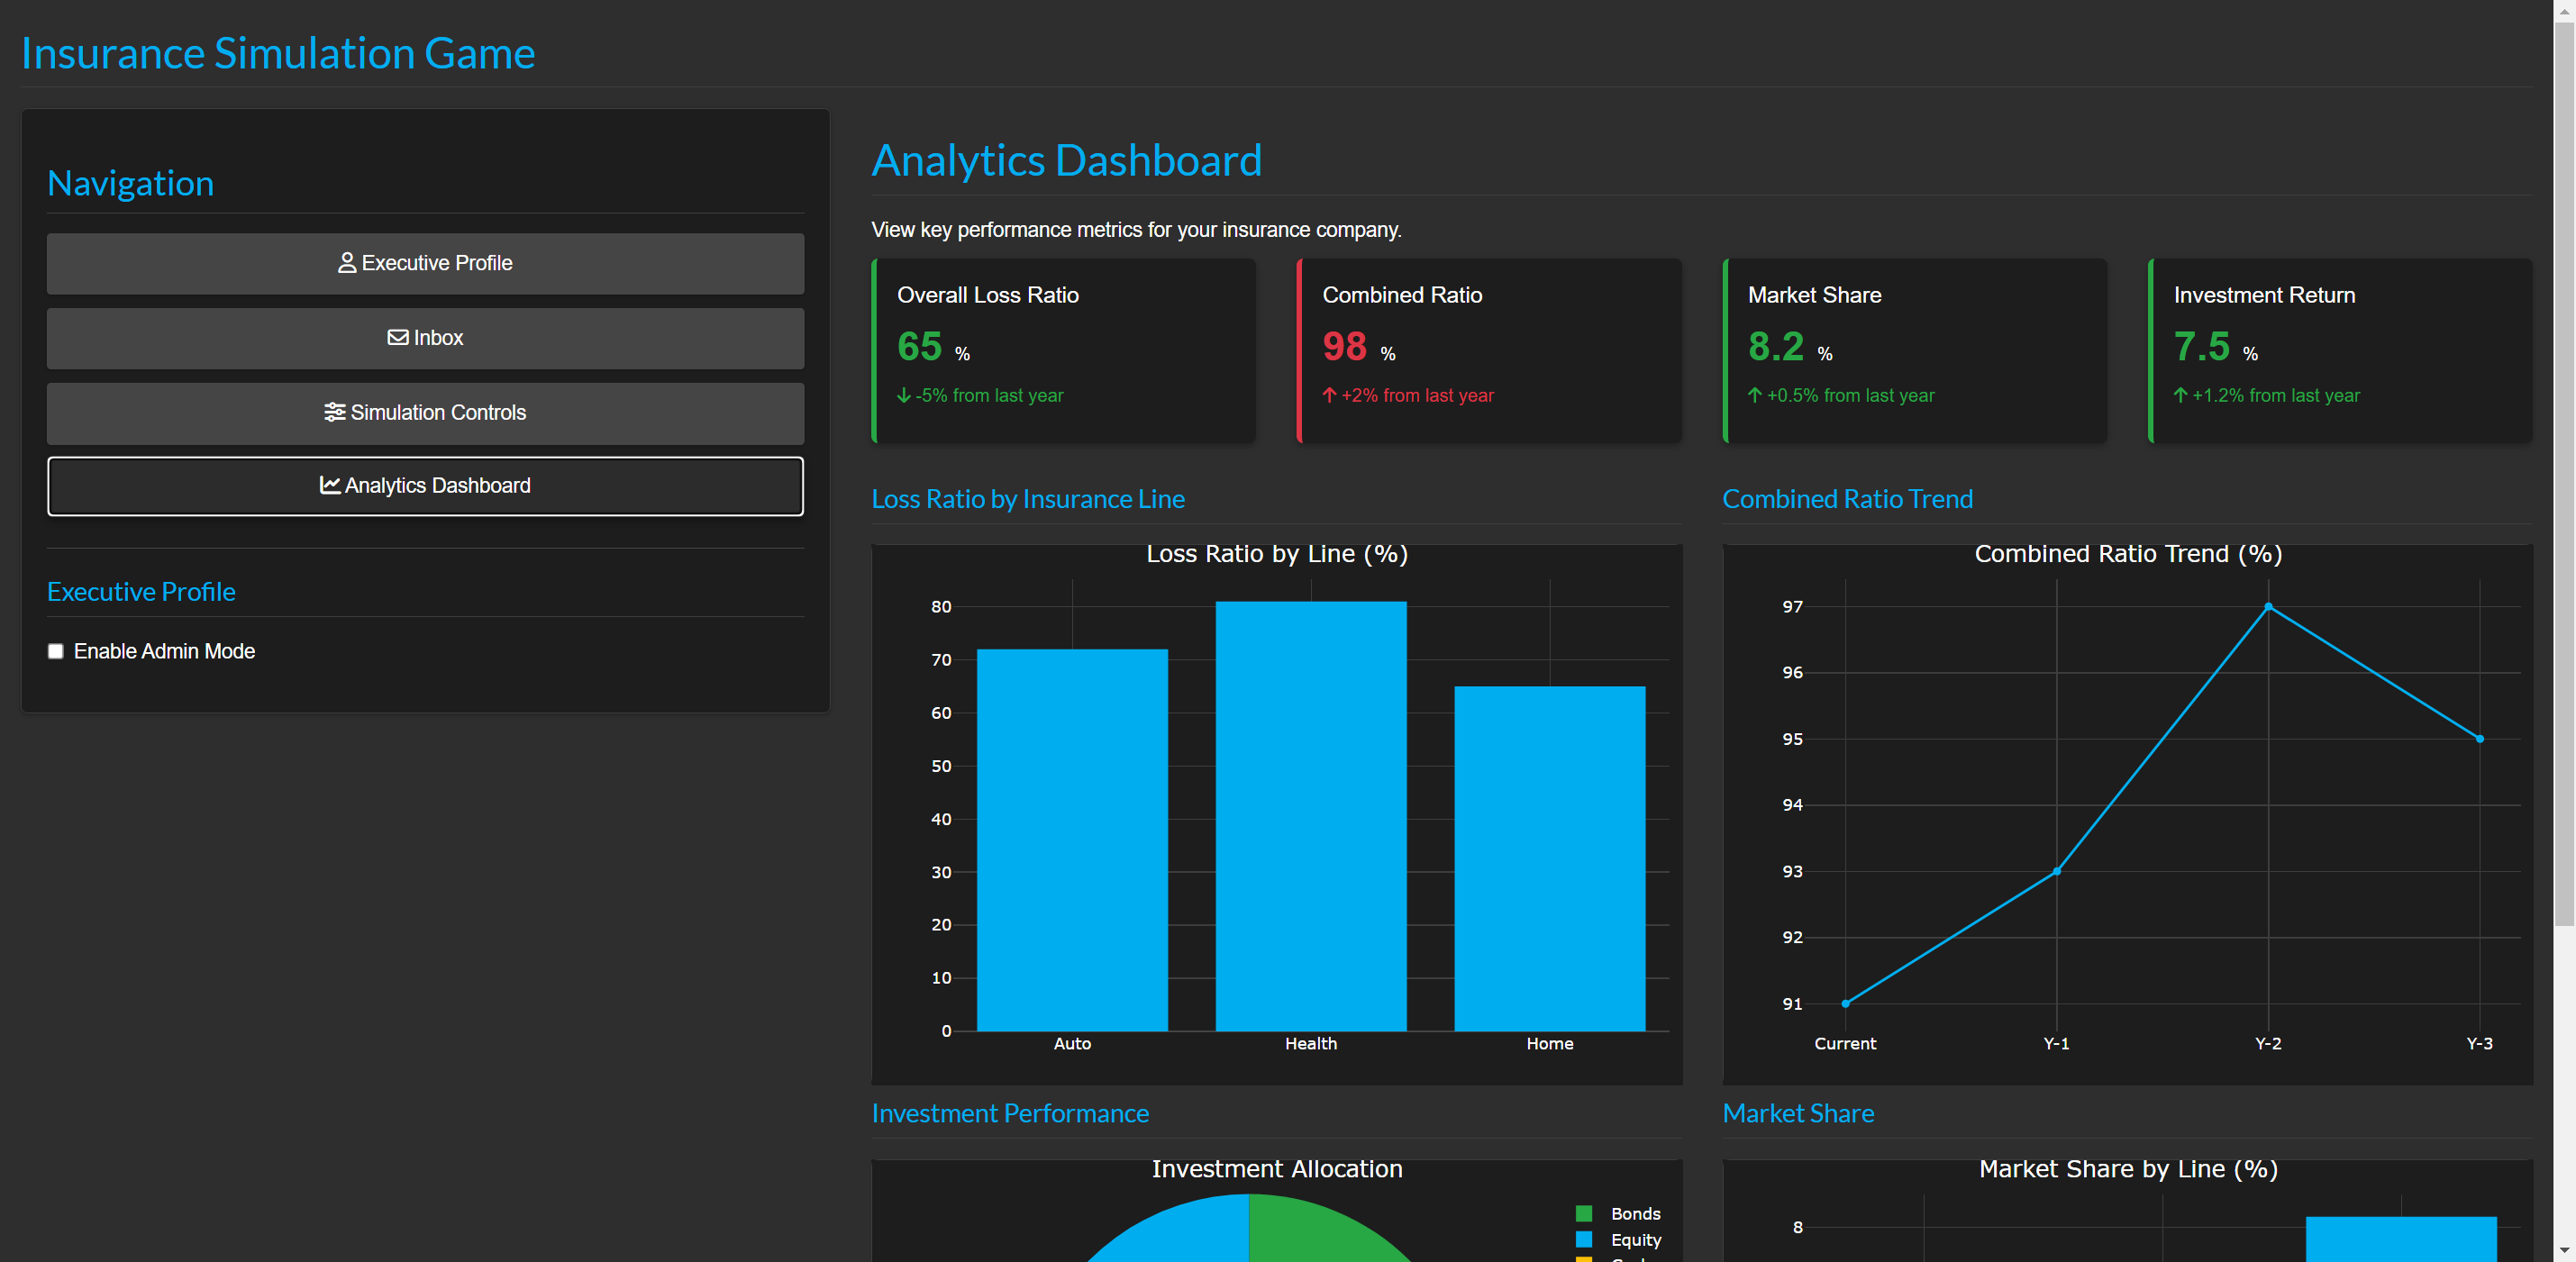 Insurance Simulation Game
Navigation
Executive Profile
Inbox
Simulation Controls
Analytics Dashboard
Executive Profile
Enable Admin Mode
Analytics Dashboard
View key performance metrics for your insurance company.
Overall Loss Ratio
65 %
-5% from last year
Combined Ratio
98 %
+2% from last year
Market Share
8.2 %
+0.5% from last year
Investment Return
7.5 %
+1.2% from last year
Loss Ratio by Insurance Line
Loss Ratio by Line (%)
80
70
60
50
40
30
20
10
0
Auto Health Home
Combined Ratio Trend
Combined Ratio Trend (%)
97
96
95
94
93
92
91
Current Y-1 Y-2 Y-3
Investment Performance
Investment Allocation
Bonds
Equity
Market Share
Market Share by Line (%)
8